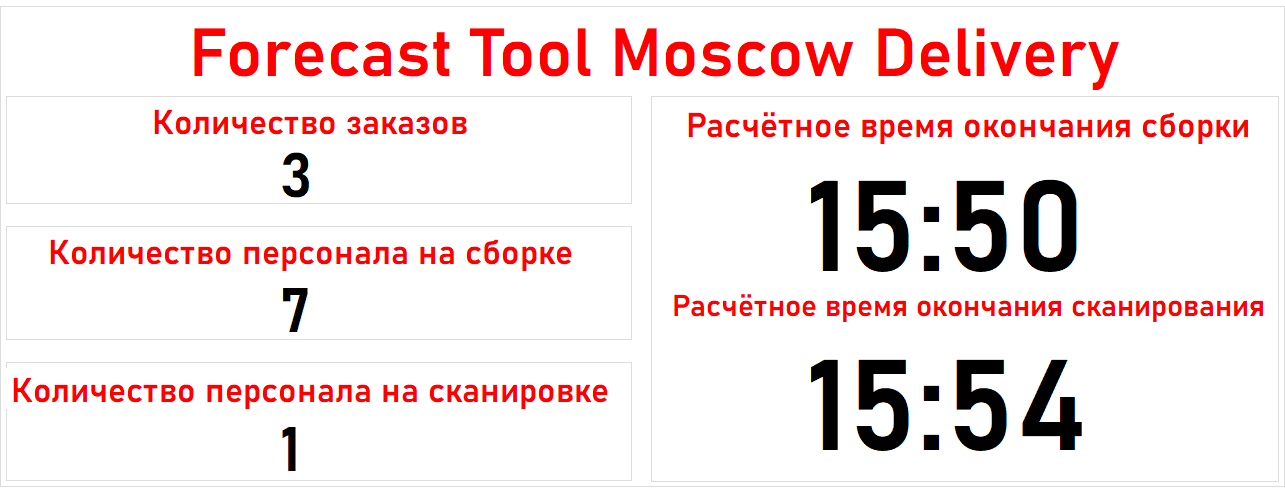 Forecast Tool Moscow Delivery
Количество заказов
3
Количество персонала на сборке
7
Количество персонала на сканировке
1
Расчётное время окончания сборки
15:50
Расчётное время окончания сканирования
15:54